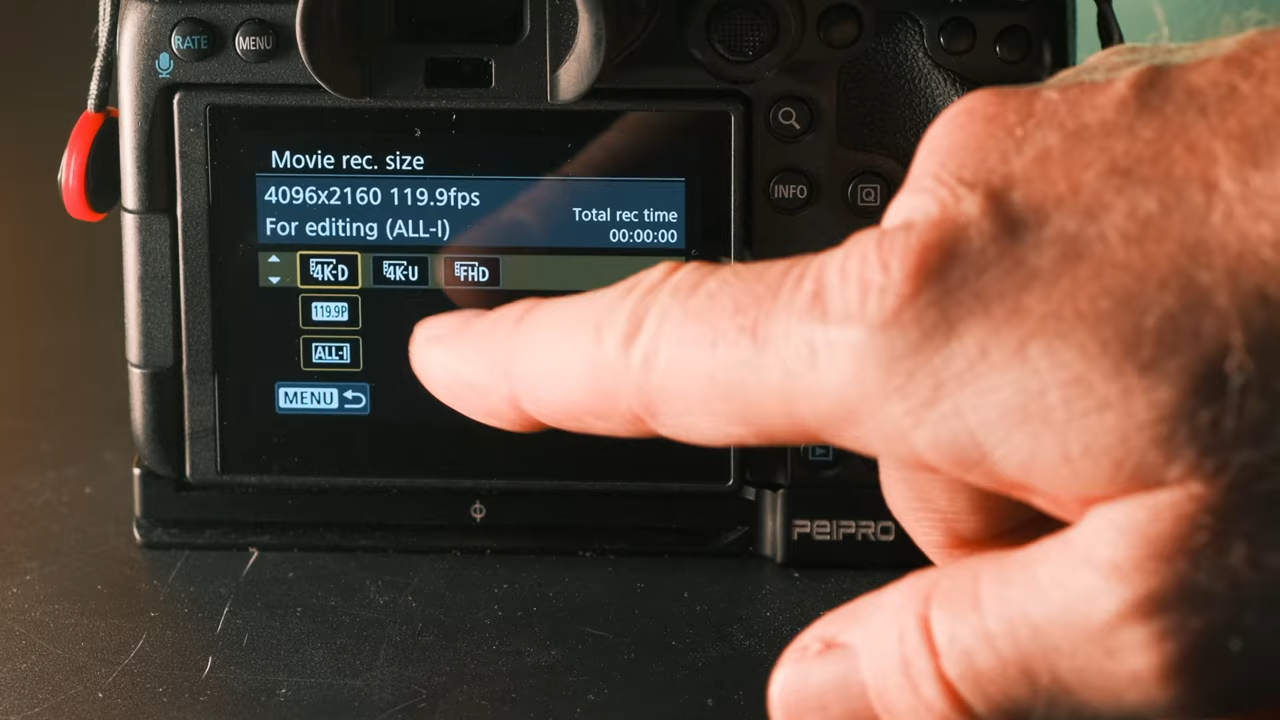 RATE
MENU
Movie rec. size
4096x2160 119.9fps
For editing (ALL-I)
Total rec time
00:00:00
4K-D
4K-U
FHD
119.9P
ALL-I
MENU
INFO
Q
PEIPRO